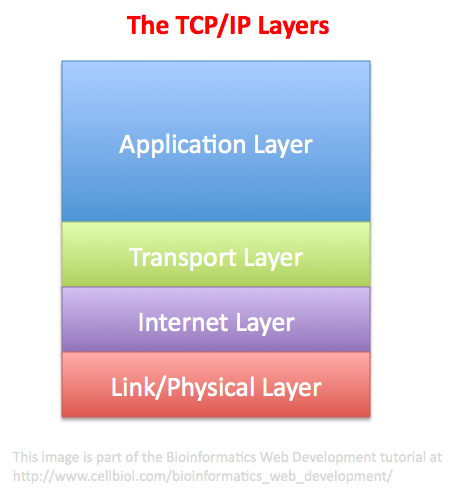 The TCP/IP Layers
Application Layer
Transport Layer
Internet Layer
Link/Physical Layer
This image is part of the Bioinformatics Web Development tutorial at
http://www.cellbiol.com/bioinformatics_web_development/